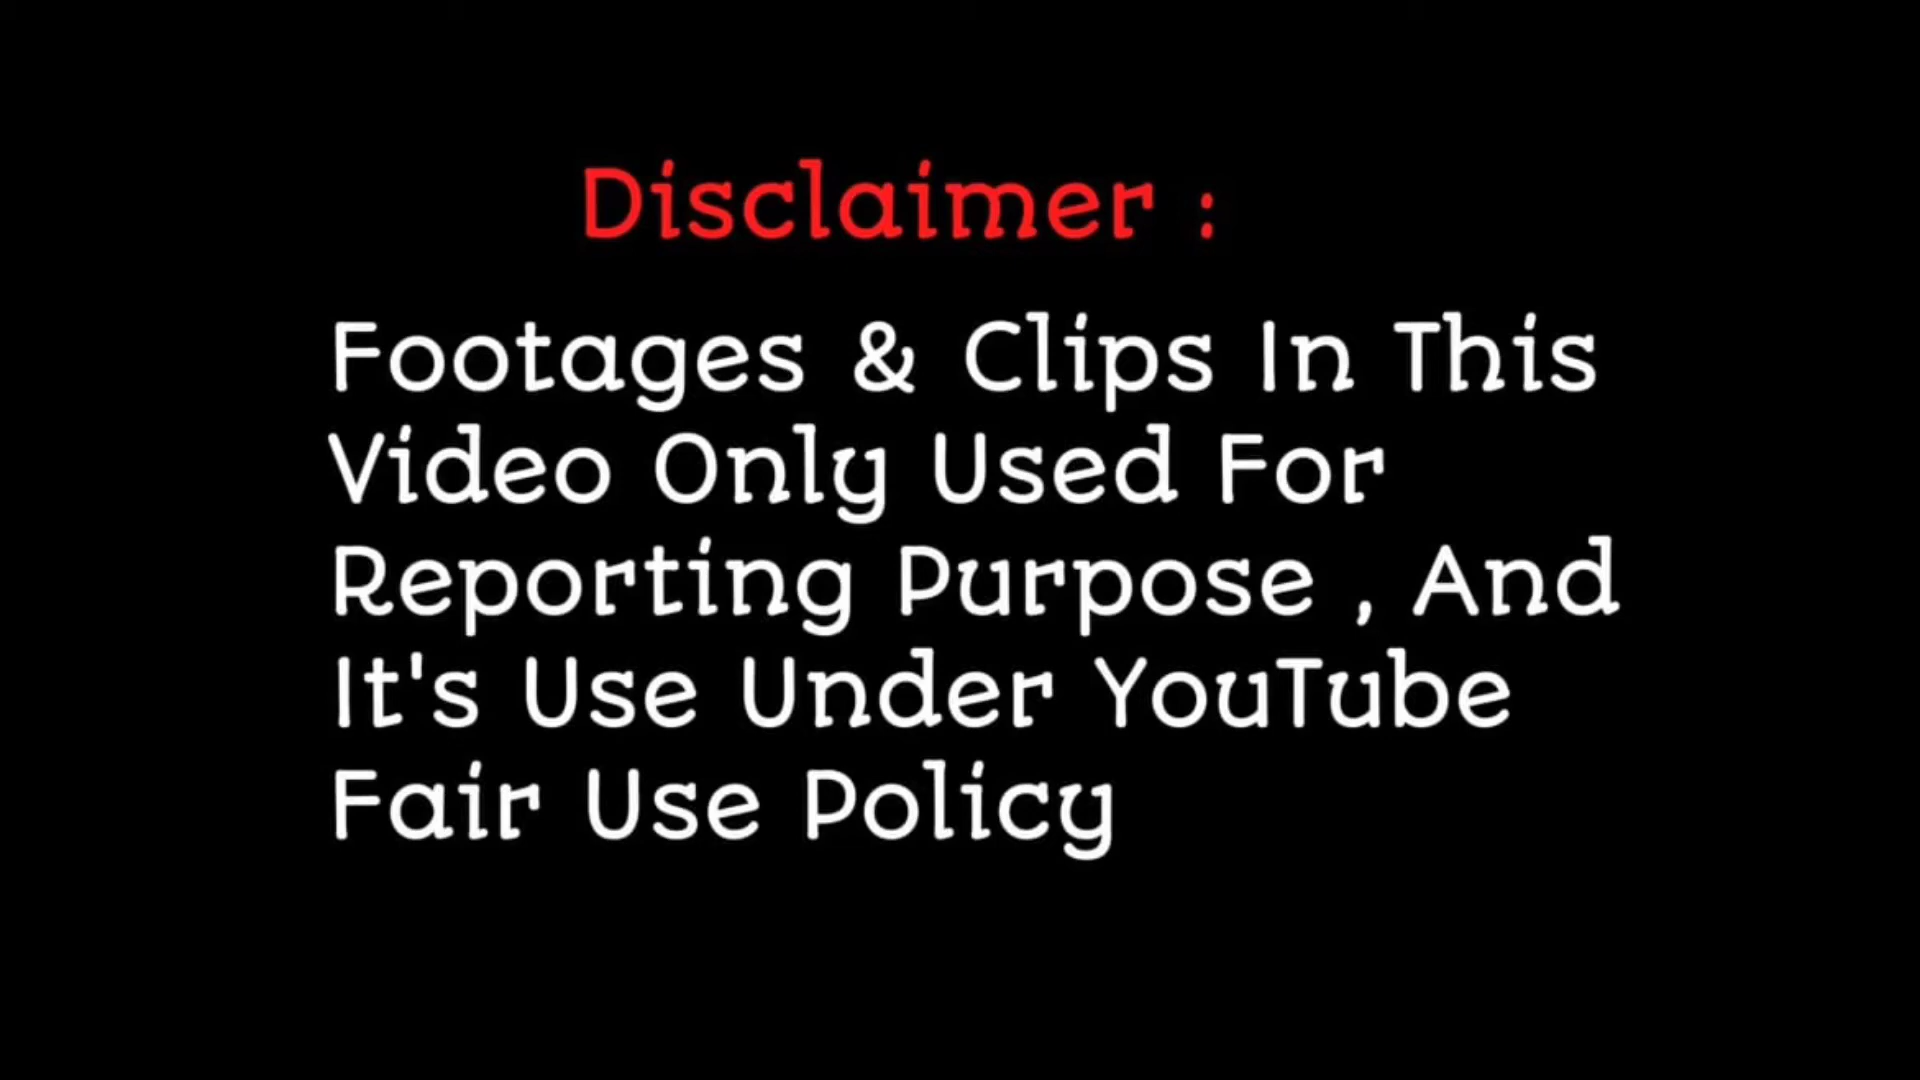 Disclaimer :
Footages & Clips In This
Video Only Used For
Reporting Purpose , And
It's Use Under YouTube
Fair Use Policy